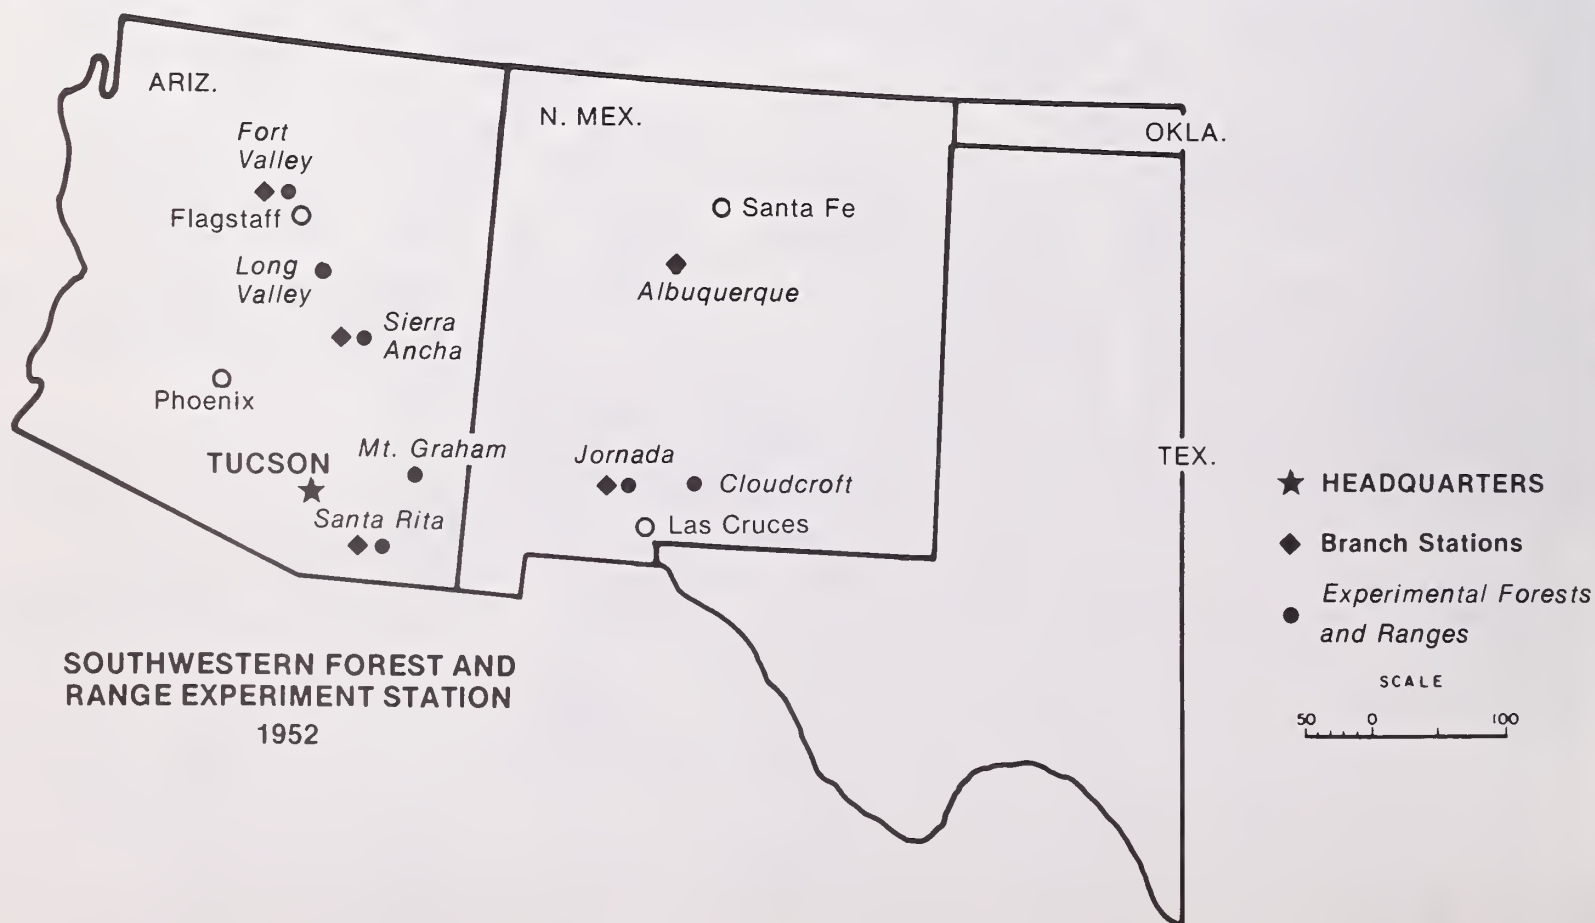 ARIZ.
N. MEX.
OKLA.
Fort
Valley
Flagstaff
Santa Fe
Long
Valley
Albuquerque
Sierra
Ancha
Phoenix
Mt. Graham
TUCSON
Jornada
Cloudcroft
TEX.
Santa Rita
Las Cruces
★ HEADQUARTERS
◆ Branch Stations
● Experimental Forests
and Ranges
SCALE
50 0 100
SOUTHWESTERN FOREST AND
RANGE EXPERIMENT STATION
1952